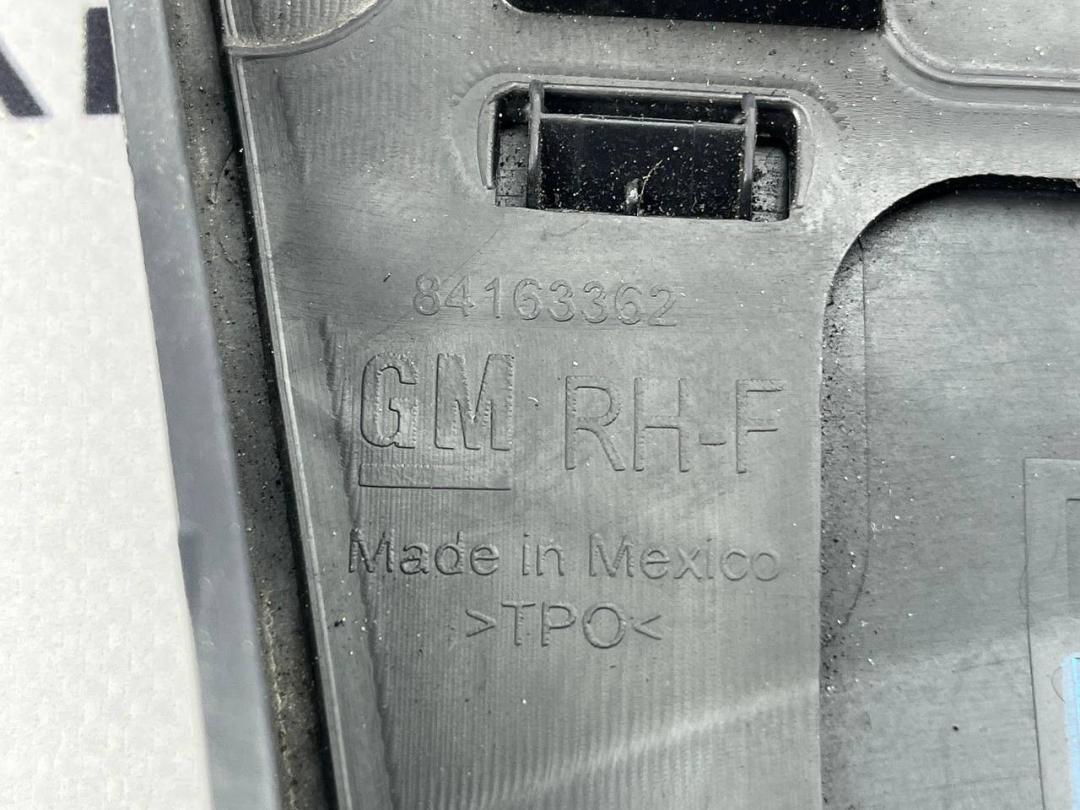 84163362
GM RH-F
Made in Mexico
>TPO<